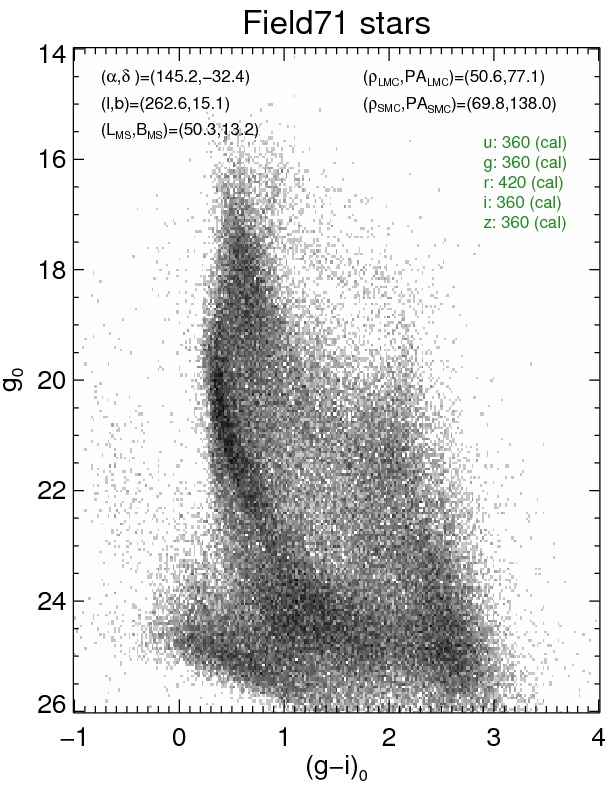 Field71 stars
14
(α,δ )=(145.2,−32.4)
(ρLMC,PALMC)=(50.6,77.1)
(l,b)=(262.6,15.1)
(ρSMC,PASMC)=(69.8,138.0)
(LMS,BMS)=(50.3,13.2)
u: 360 (cal)
16
g: 360 (cal)
r: 420 (cal)
i: 360 (cal)
z: 360 (cal)
18
20
g0
22
24
26
−1 0 1 2 3 4
(g−i)0